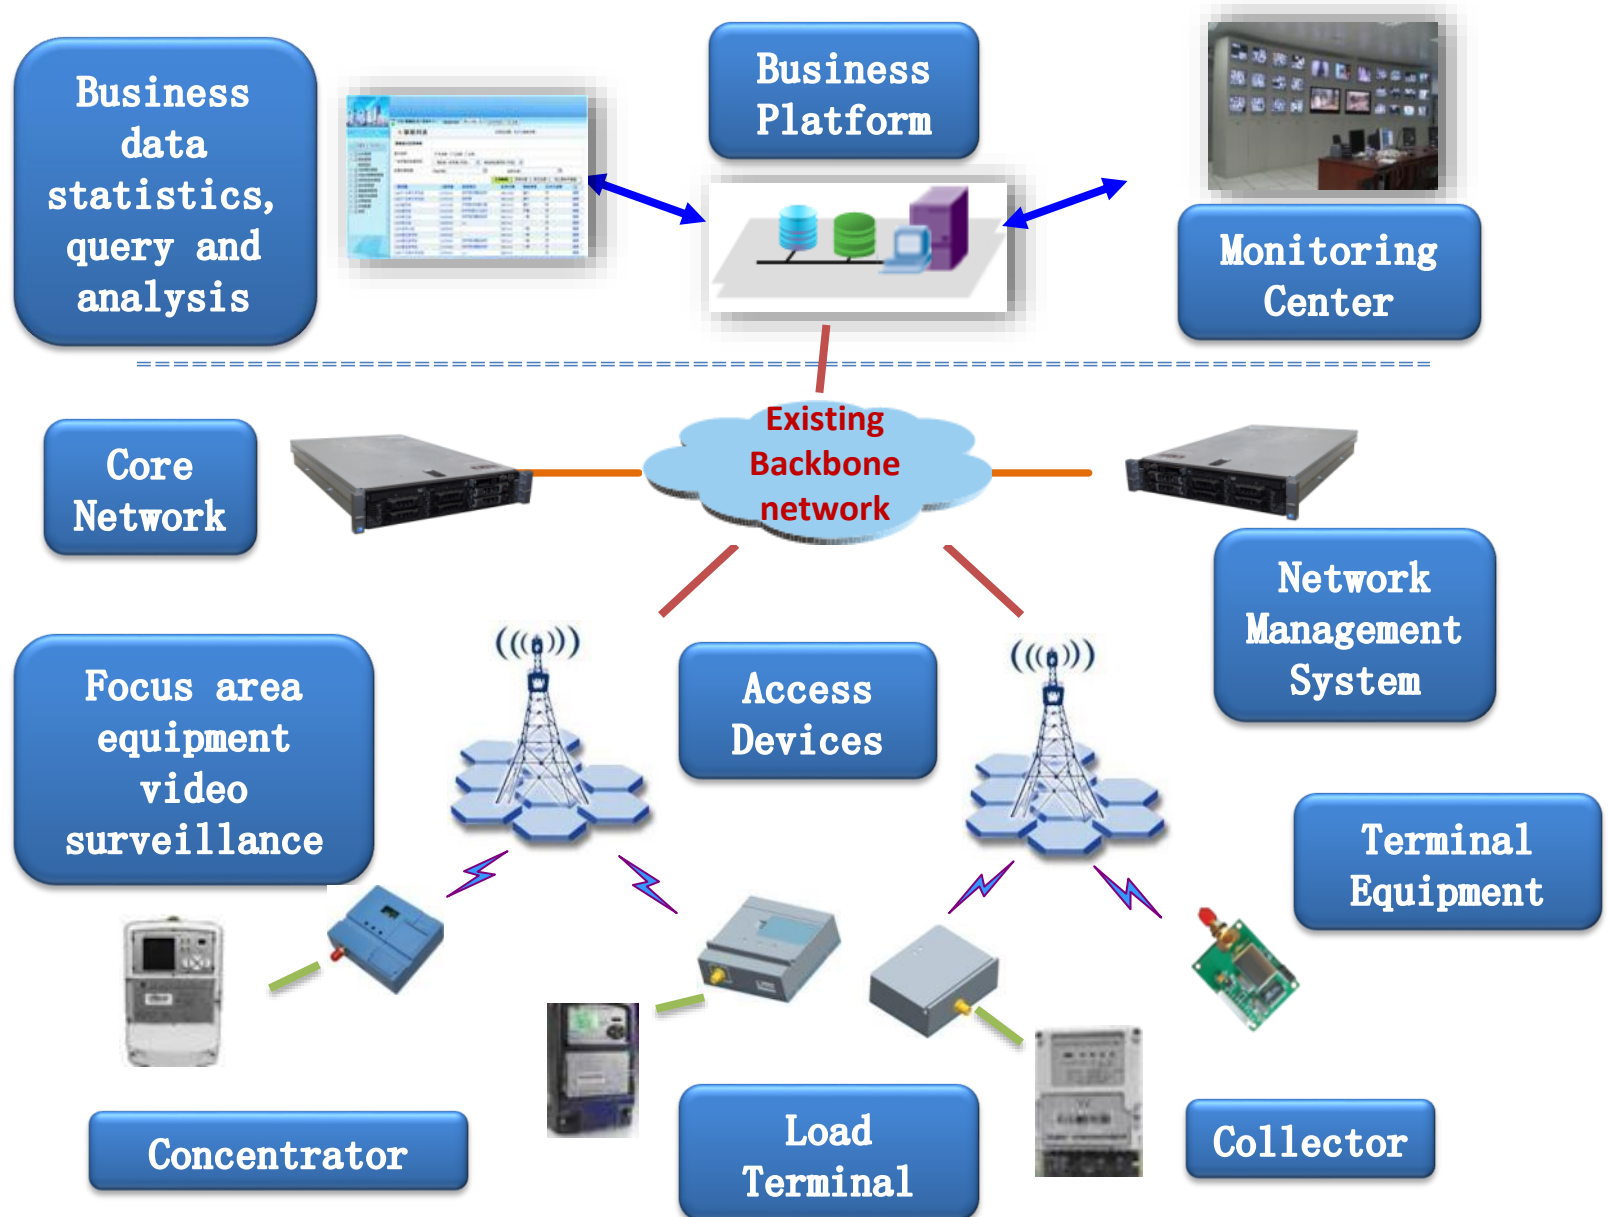 Business
data
statistics,
query and
analysis
Business
Platform
Monitoring
Center
Existing
Backbone
network
Core
Network
Network
Management
System
Focus area
equipment
video
surveillance
Access
Devices
Terminal
Equipment
Concentrator
Load
Terminal
Collector